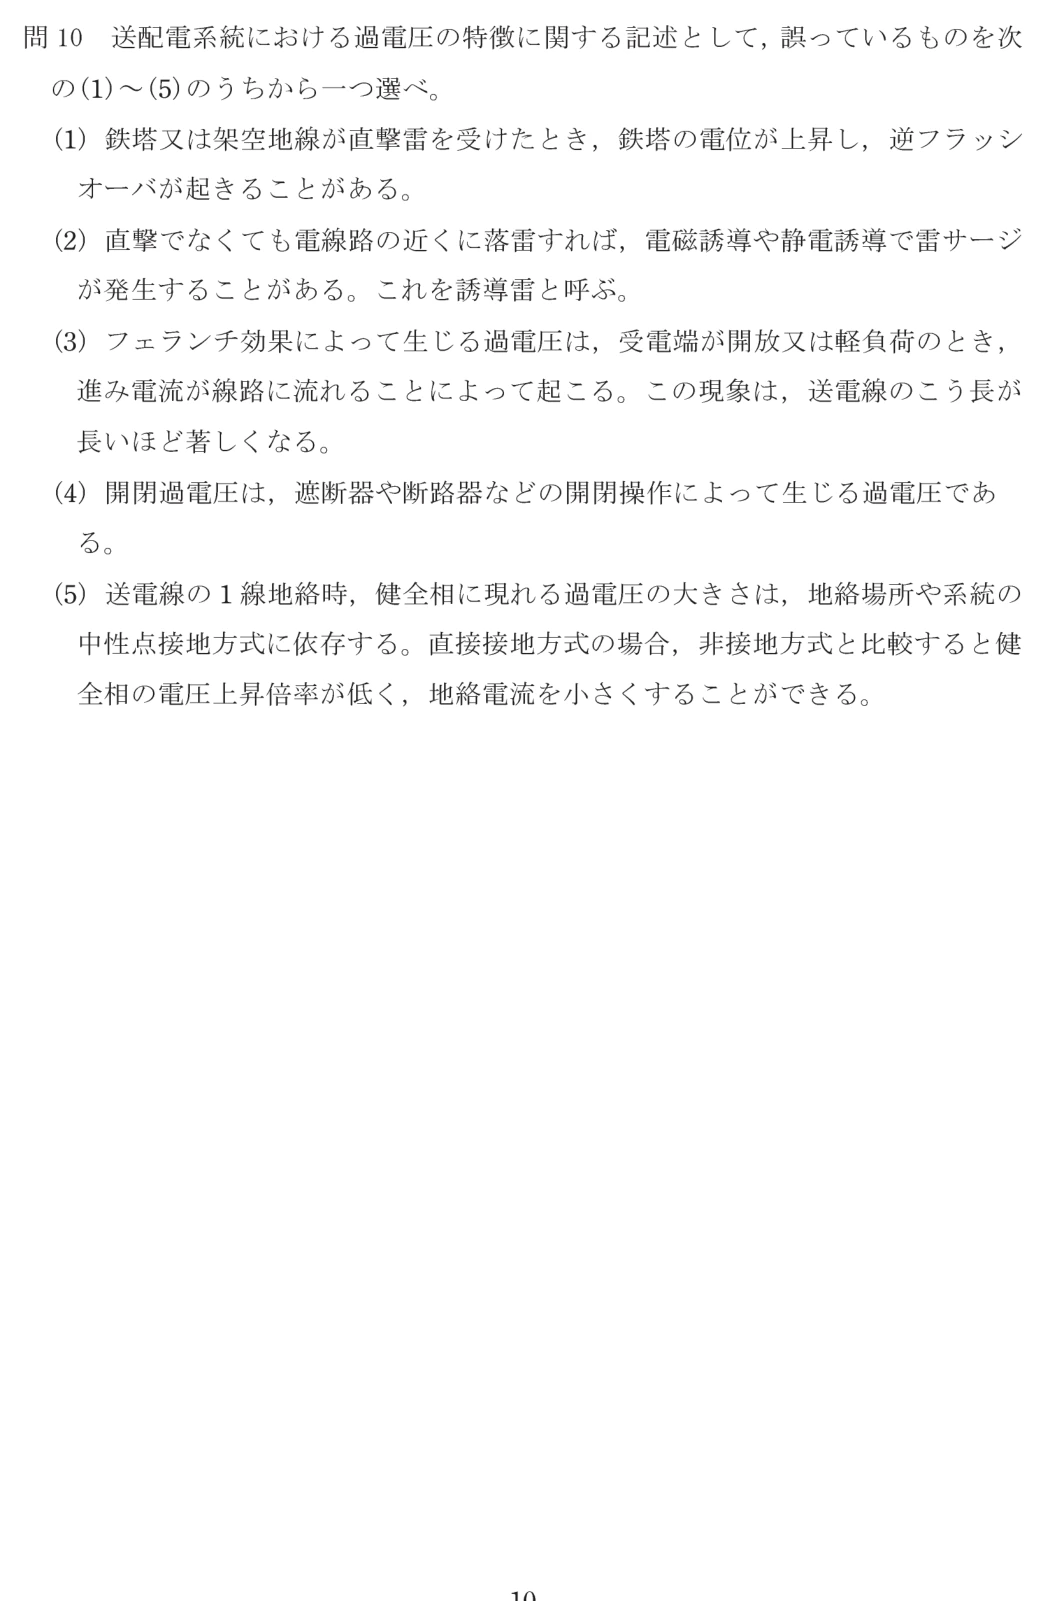 問 10　送配電系統における過電圧の特徴に関する記述として，誤っているものを次
の(1)～(5)のうちから一つ選べ。
(1) 鉄塔又は架空地線が直撃雷を受けたとき，鉄塔の電位が上昇し，逆フラッシ
オーバが起きることがある。
(2) 直撃でなくても電線路の近くに落雷すれば，電磁誘導や静電誘導で雷サージ
が発生することがある。これを誘導雷と呼ぶ。
(3) フェランチ効果によって生じる過電圧は，受電端が開放又は軽負荷のとき，
進み電流が線路に流れることによって起こる。この現象は，送電線のこう長が
長いほど著しくなる。
(4) 開閉過電圧は，遮断器や断路器などの開閉操作によって生じる過電圧であ
る。
(5) 送電線の 1 線地絡時，健全相に現れる過電圧の大きさは，地絡場所や系統の
中性点接地方式に依存する。直接接地方式の場合，非接地方式と比較すると健
全相の電圧上昇倍率が低く，地絡電流を小さくすることができる。
10